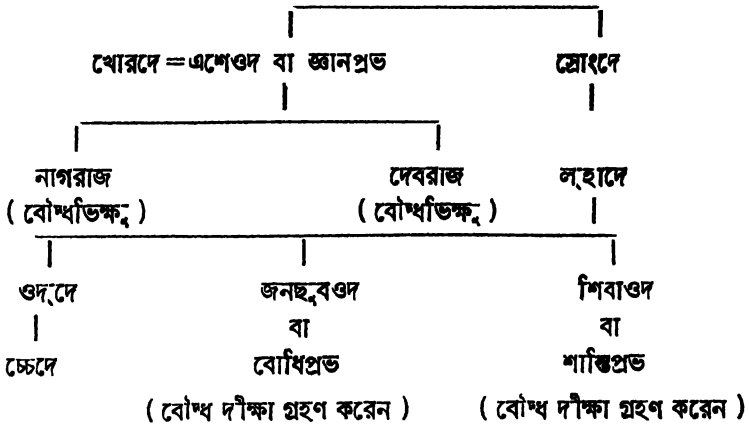 খোরদে = এশেওদ বা জ্ঞানপ্রভ স্রোংদে
নাগরাজ দেবরাজ ল্হাদে
( বৌদ্ধভিক্ষু ) ( বৌদ্ধভিক্ষু )
ওদ্দে জনছুবওদ শিবাওদ
| বা বা
চ্চেদে বোধিপ্রভ শান্তিপ্রভ
( বৌদ্ধ দীক্ষা গ্রহণ করেন ) ( বৌদ্ধ দীক্ষা গ্রহণ করেন )